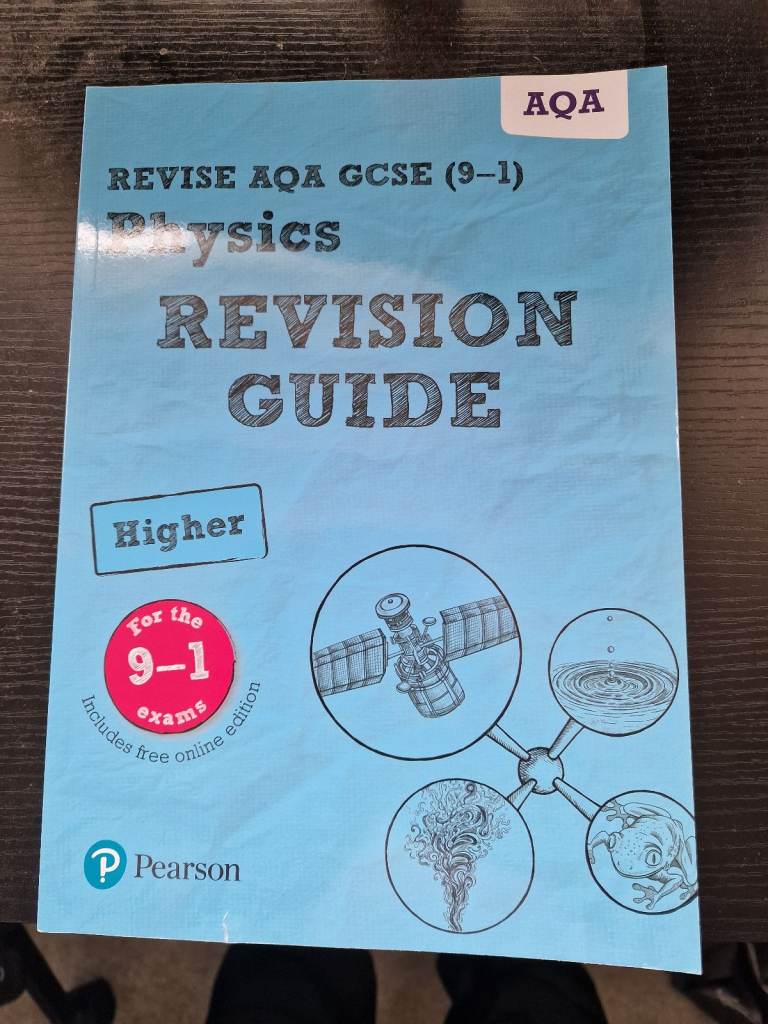 AQA
REVISE AQA GCSE (9–1)
Physics
REVISION
GUIDE
Higher
For the
9–1
exams
Includes free online edition
P Pearson